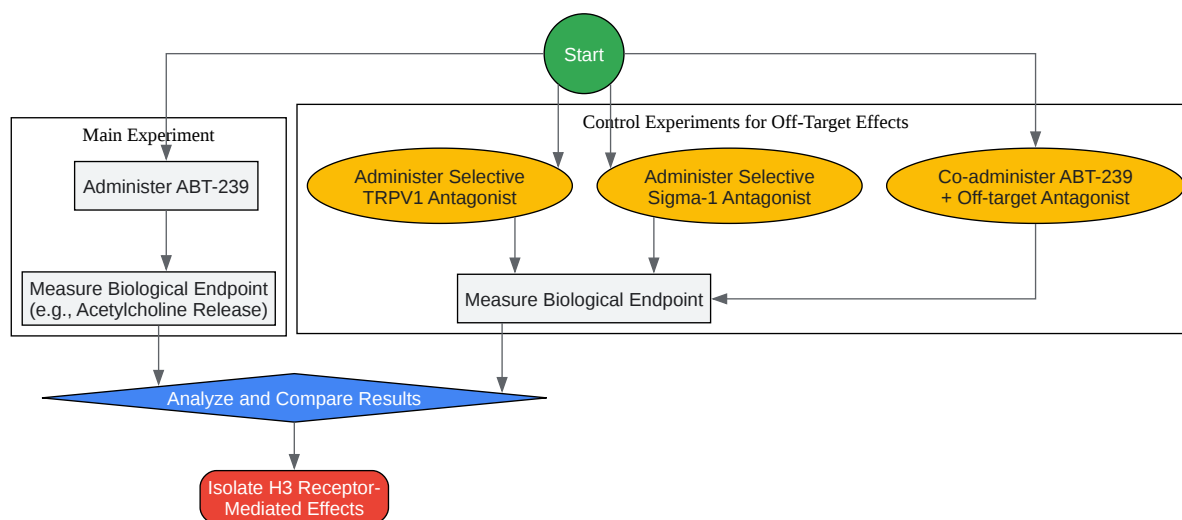 Start
Main Experiment
Control Experiments for Off-Target Effects
Administer ABT-239
Administer Selective
TRPV1 Antagonist
Administer Selective
Sigma-1 Antagonist
Co-administer ABT-239
+ Off-target Antagonist
Measure Biological Endpoint
(e.g., Acetylcholine Release)
Measure Biological Endpoint
Analyze and Compare Results
Isolate H3 Receptor-
Mediated Effects